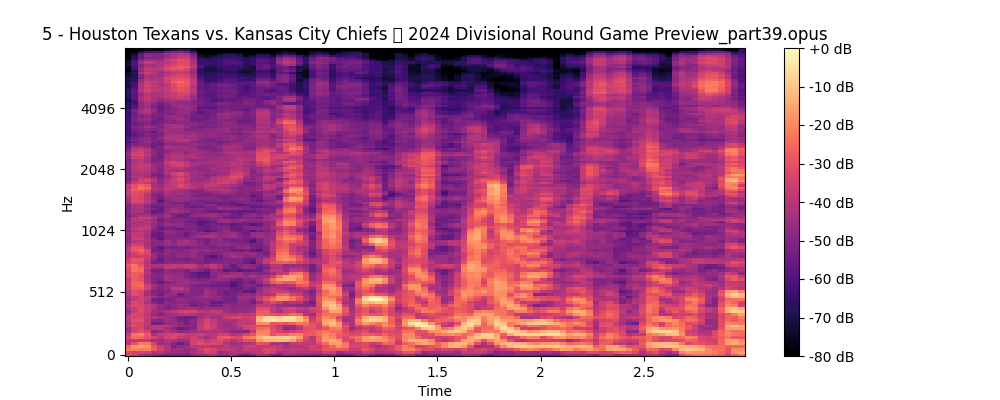 5 - Houston Texans vs. Kansas City Chiefs ▯ 2024 Divisional Round Game Preview_part39.opus
+0 dB
4096
-10 dB
-20 dB
2048
-30 dB
Hz
-40 dB
1024
-50 dB
512
-60 dB
-70 dB
0
-80 dB
0 0.5 1 1.5 2 2.5
Time